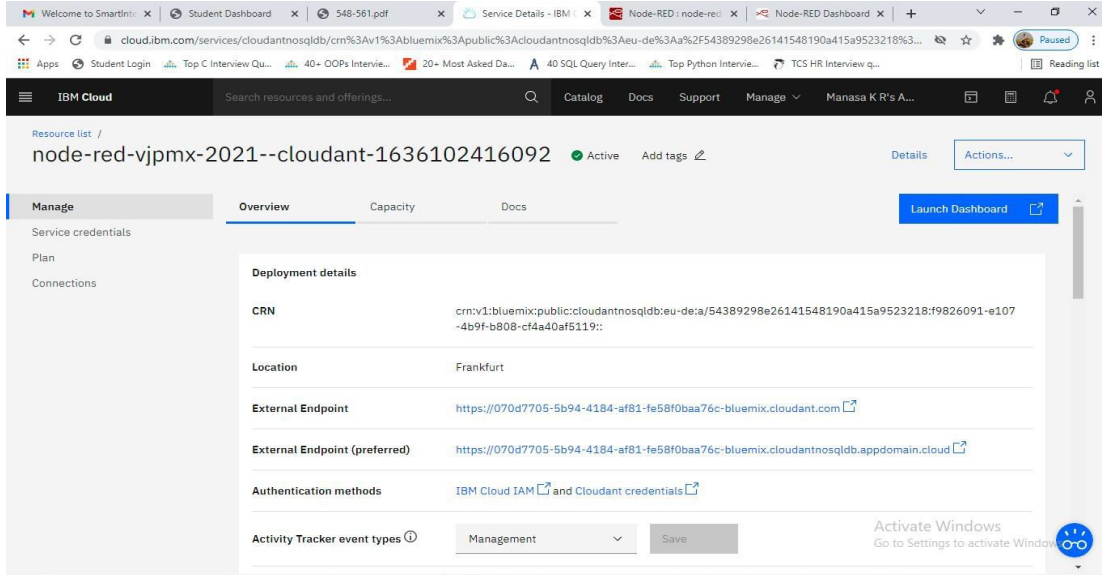 Welcome to SmartInte
Student Dashboard
548-561.pdf
Service Details - IBM C
Node-RED : node-red
Node-RED Dashboard
cloud.ibm.com/services/cloudantnosqldb/crn%3Av1%3Abluemix%3Apublic%3Acloudantnosqldb%3Aeu-de%3Aa%2F54389298e26141548190a415a9523218%3...
Paused
Apps
Student Login
Top C Interview Qu...
40+ OOPs Intervie...
20+ Most Asked Da...
40 SQL Query Inter...
Top Python Intervie...
TCS HR Interview q...
Reading list
IBM Cloud
Search resources and offerings...
Catalog
Docs
Support
Manage
Manasa K R's A...
Resource list /
node-red-vjpmx-2021--cloudant-1636102416092
Active
Add tags
Details
Actions...
Manage
Service credentials
Plan
Connections
Overview
Capacity
Docs
Launch Dashboard
Deployment details
CRN
crn:v1:bluemix:public:cloudantnosqldb:eu-de:a/54389298e26141548190a415a9523218:f9826091-e107
-4b9f-b808-cf4a40af5119::
Location
Frankfurt
External Endpoint
https://070d7705-5b94-4184-af81-fe58f0baa76c-bluemix.cloudant.com
External Endpoint (preferred)
https://070d7705-5b94-4184-af81-fe58f0baa76c-bluemix.cloudantnosqldb.appdomain.cloud
Authentication methods
IBM Cloud IAM and Cloudant credentials
Activity Tracker event types
Management
Save
Activate Windows
Go to Settings to activate Window